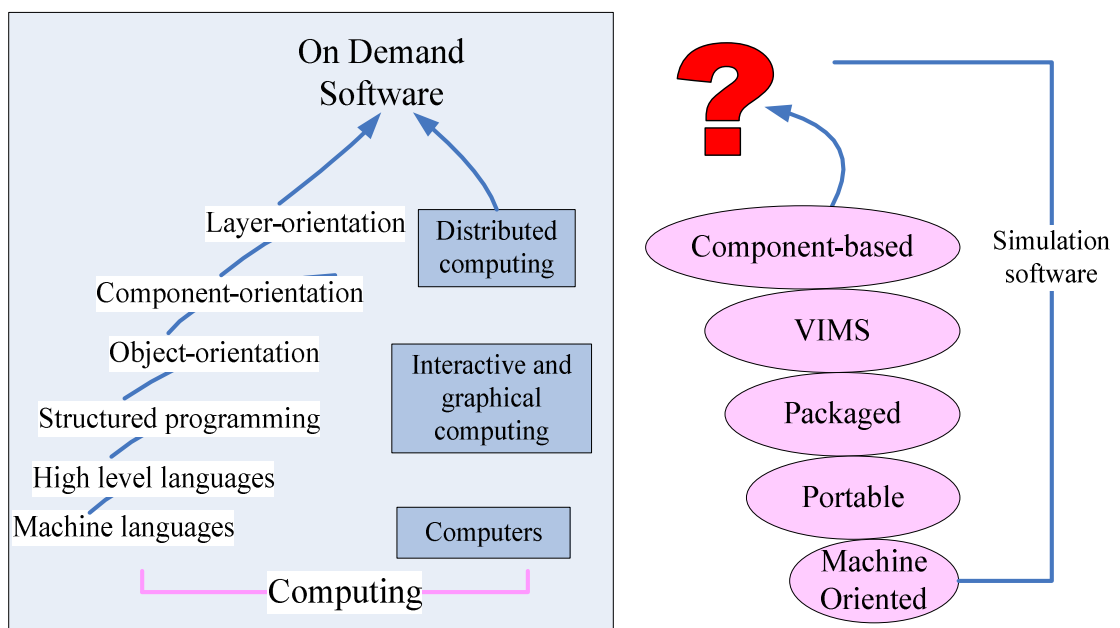 On Demand
Software
Layer-orientation
Distributed
computing
Component-orientation
Object-orientation
Interactive and
graphical
computing
Structured programming
High level languages
Machine languages
Computers
Computing
?
Component-based
VIMS
Packaged
Portable
Machine
Oriented
Simulation
software